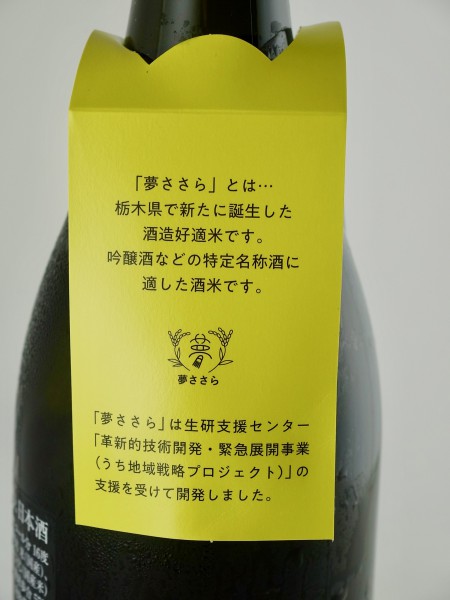 「夢ささら」とは…
栃木県で新たに誕生した
酒造好適米です。
吟醸酒などの特定名称酒に
適した酒米です。
夢
夢ささら
「夢ささら」は生研支援センター
「革新的技術開発・緊急展開事業
（うち地域戦略プロジェクト）」の
支援を受けて開発しました。
日本酒